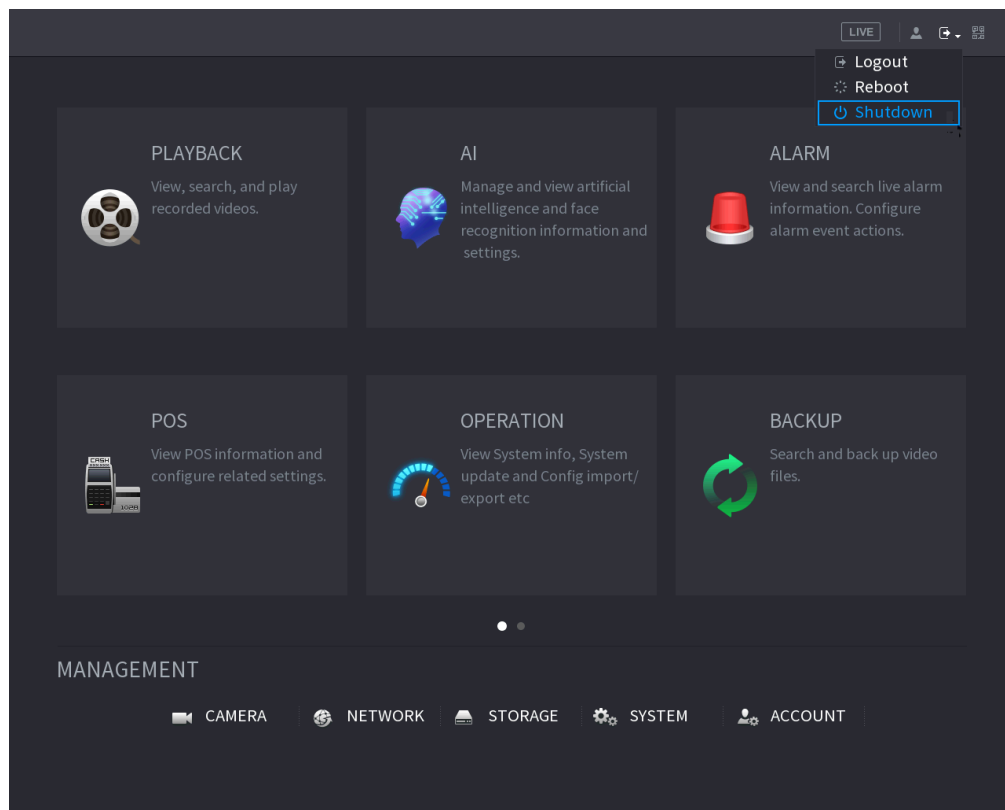 LIVE
Logout
Reboot
Shutdown
PLAYBACK
View, search, and play
recorded videos.
AI
Manage and view artificial
intelligence and face
recognition information and
settings.
ALARM
View and search live alarm
information. Configure
alarm event actions.
POS
View POS information and
configure related settings.
CASH
1028
OPERATION
View System info, System
update and Config import/
export etc
BACKUP
Search and back up video
files.
MANAGEMENT
CAMERA
NETWORK
STORAGE
SYSTEM
ACCOUNT